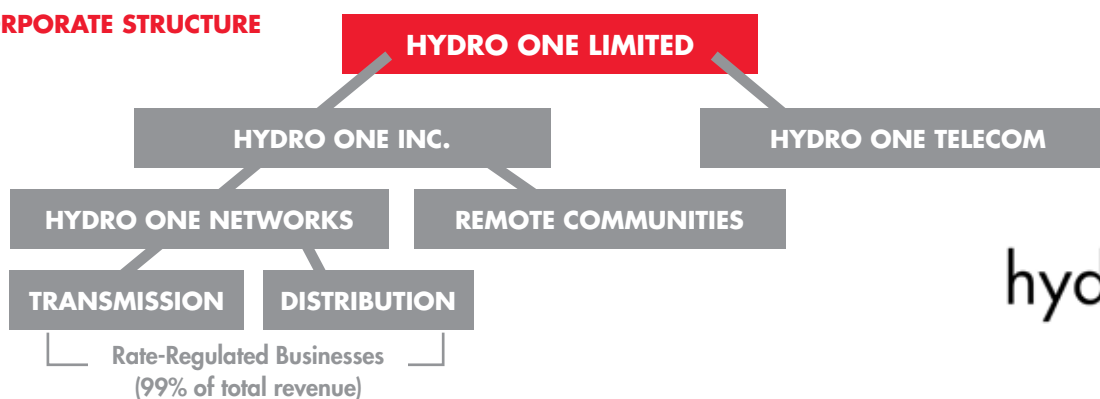 RPORATE STRUCTURE
HYDRO ONE LIMITED
HYDRO ONE INC.
HYDRO ONE TELECOM
HYDRO ONE NETWORKS
REMOTE COMMUNITIES
TRANSMISSION
DISTRIBUTION
Rate-Regulated Businesses
(99% of total revenue)
hyd